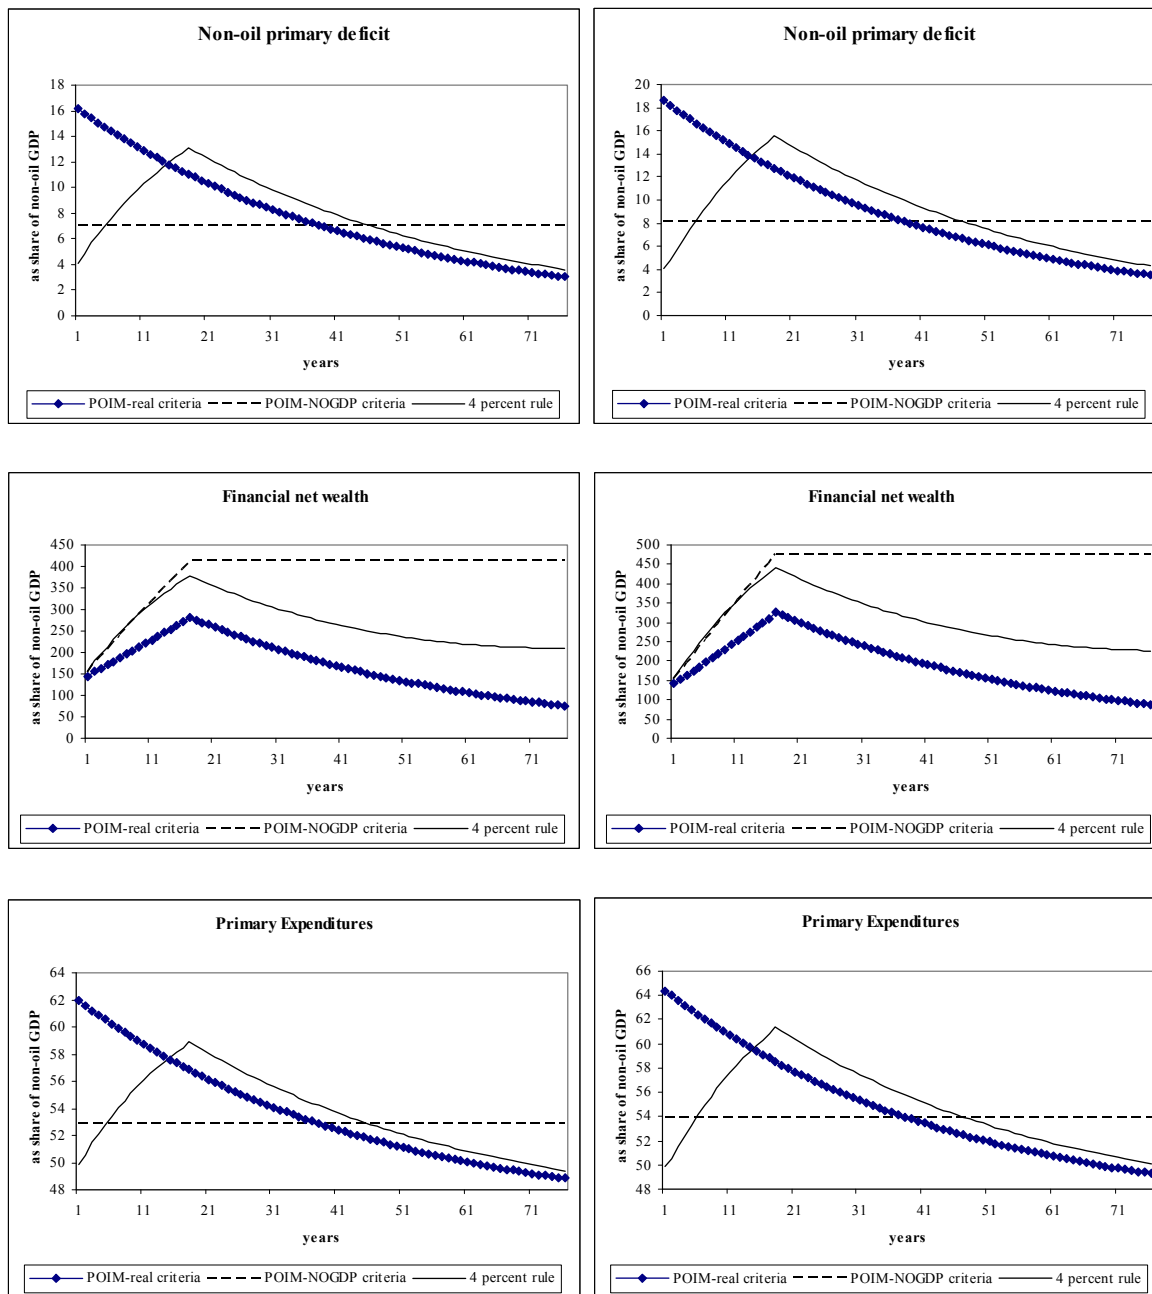 Non-oil primary deficit
as share of non-oil GDP
18
16
14
12
10
8
6
4
2
0
1 11 21 31 41 51 61 71
years
POIM-real criteria POIM-NOGDP criteria 4 percent rule
Non-oil primary deficit
as share of non-oil GDP
20
18
16
14
12
10
8
6
4
2
0
1 11 21 31 41 51 61 71
years
POIM-real criteria POIM-NOGDP criteria 4 percent rule
Financial net wealth
as share of non-oil GDP
450
400
350
300
250
200
150
100
50
0
1 11 21 31 41 51 61 71
years
POIM-real criteria POIM-NOGDP criteria 4 percent rule
Financial net wealth
as share of non-oil GDP
500
450
400
350
300
250
200
150
100
50
0
1 11 21 31 41 51 61 71
years
POIM-real criteria POIM-NOGDP criteria 4 percent rule
Primary Expenditures
as share of non-oil GDP
64
62
60
58
56
54
52
50
48
1 11 21 31 41 51 61 71
years
POIM-real criteria POIM-NOGDP criteria 4 percent rule
Primary Expenditures
as share of non-oil GDP
66
64
62
60
58
56
54
52
50
48
1 11 21 31 41 51 61 71
years
POIM-real criteria POIM-NOGDP criteria 4 percent rule